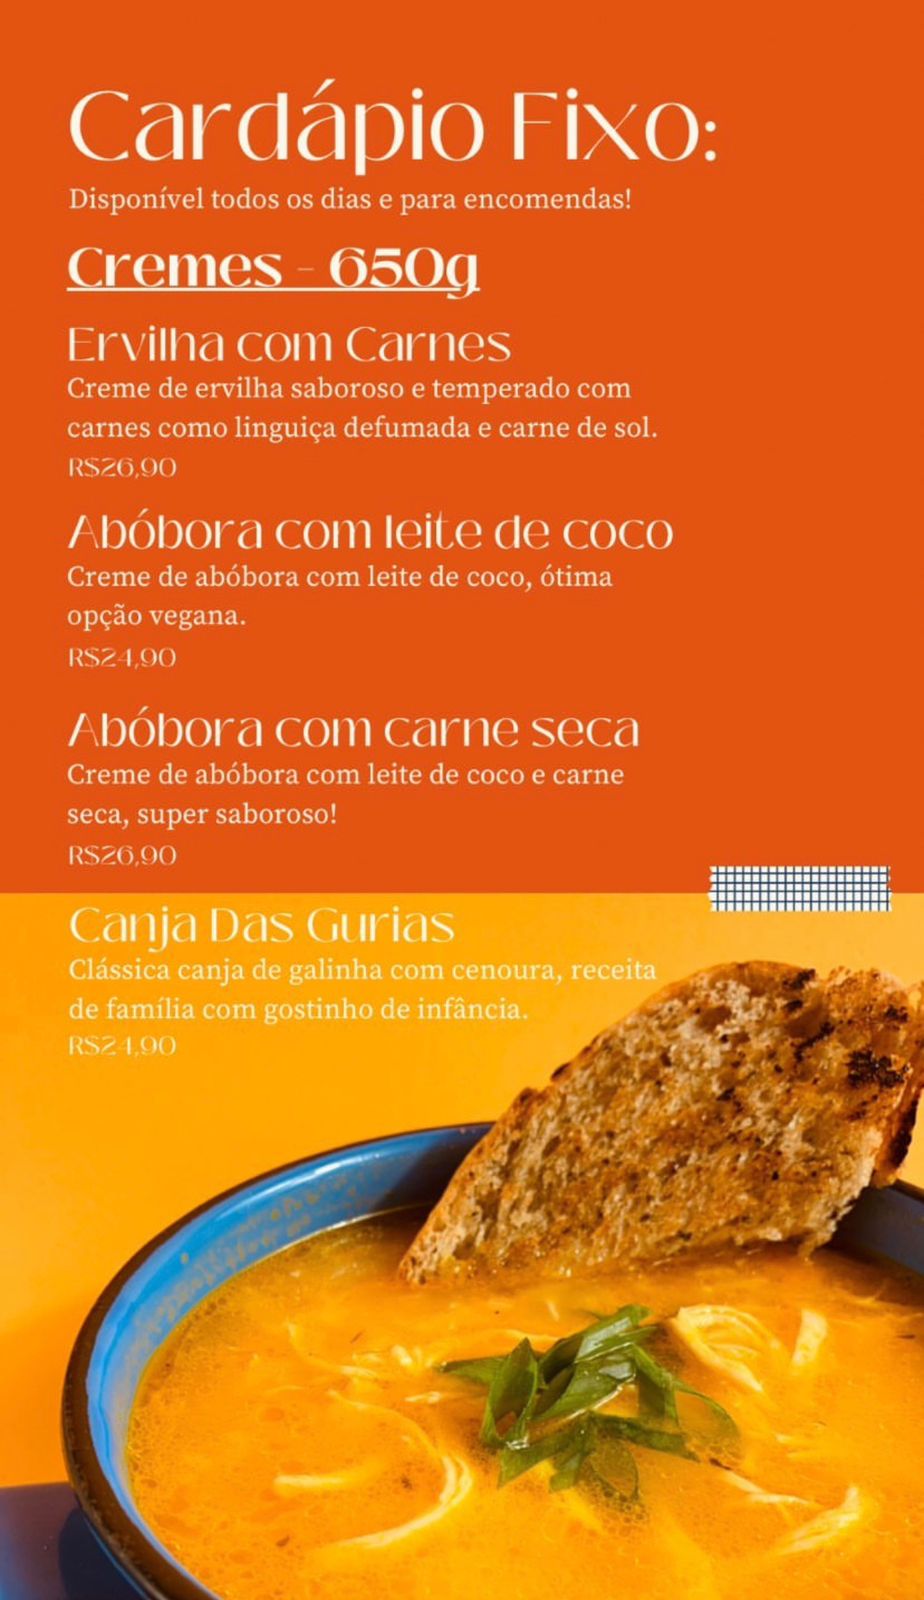 Cardápio Fixo:
Disponível todos os dias e para encomendas!
Cremes - 650g
Ervilha com Carnes
Creme de ervilha saboroso e temperado com
carnes como linguiça defumada e carne de sol.
R$26,90
Abóbora com leite de coco
Creme de abóbora com leite de coco, ótima
opção vegana.
R$24,90
Abóbora com carne seca
Creme de abóbora com leite de coco e carne
seca, super saboroso!
R$26,90
Canja Das Gurias
Clássica canja de galinha com cenoura, receita
de família com gostinho de infância.
R$24,90